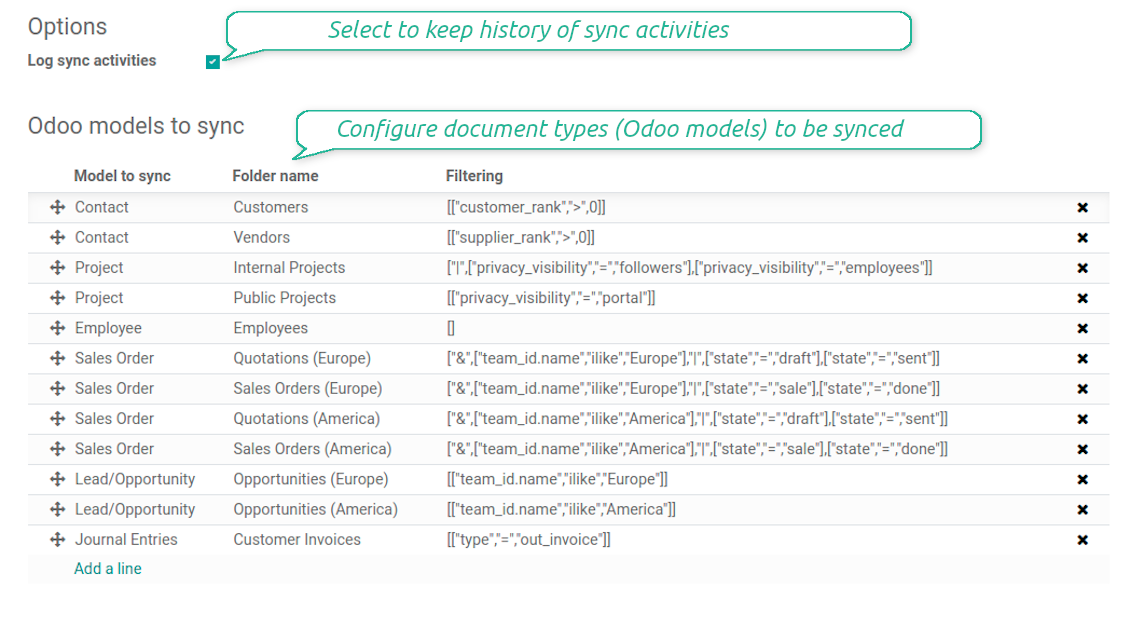 Options
Select to keep history of sync activities
Log sync activities
Odoo models to sync
Configure document types (Odoo models) to be synced
Model to sync Folder name Filtering
Contact Customers [["customer_rank",">",0]]
Contact Vendors [["supplier_rank",">",0]]
Project Internal Projects ["|",["privacy_visibility","=","followers"],["privacy_visibility","=","employees"]]
Project Public Projects [["privacy_visibility","=","portal"]]
Employee Employees []
Sales Order Quotations (Europe) ["&",["team_id.name","ilike","Europe"],"|",["state","=","draft"],["state","=","sent"]]
Sales Order Sales Orders (Europe) ["&",["team_id.name","ilike","Europe"],"|",["state","=","sale"],["state","=","done"]]
Sales Order Quotations (America) ["&",["team_id.name","ilike","America"],"|",["state","=","draft"],["state","=","sent"]]
Sales Order Sales Orders (America) ["&",["team_id.name","ilike","America"],"|",["state","=","sale"],["state","=","done"]]
Lead/Opportunity Opportunities (Europe) [["team_id.name","ilike","Europe"]]
Lead/Opportunity Opportunities (America) [["team_id.name","ilike","America"]]
Journal Entries Customer Invoices [["type","=","out_invoice"]]
Add a line